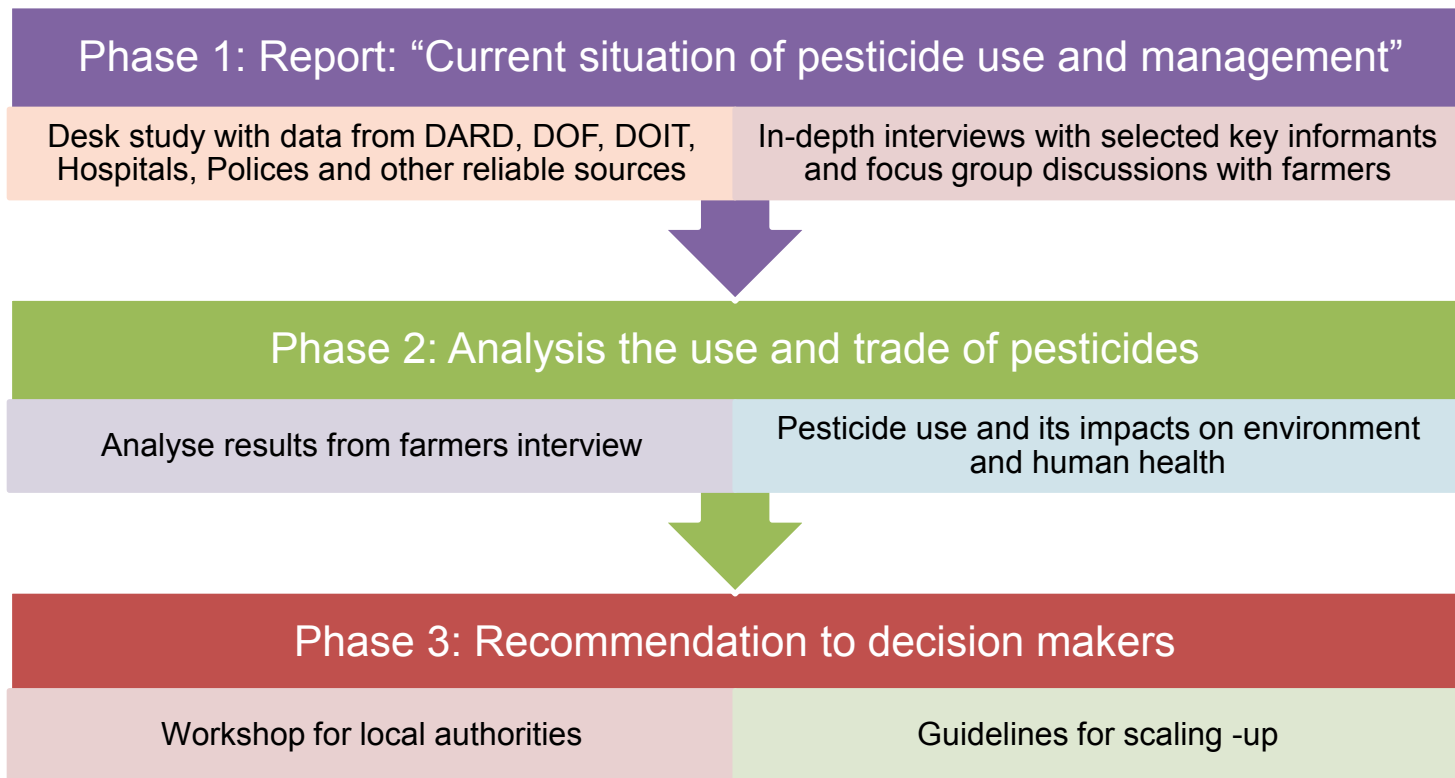 Phase 1: Report: “Current situation of pesticide use and management”
Desk study with data from DARD, DOF, DOIT,
Hospitals, Polices and other reliable sources
In-depth interviews with selected key informants
and focus group discussions with farmers
Phase 2: Analysis the use and trade of pesticides
Analyse results from farmers interview
Pesticide use and its impacts on environment
and human health
Phase 3: Recommendation to decision makers
Workshop for local authorities
Guidelines for scaling -up